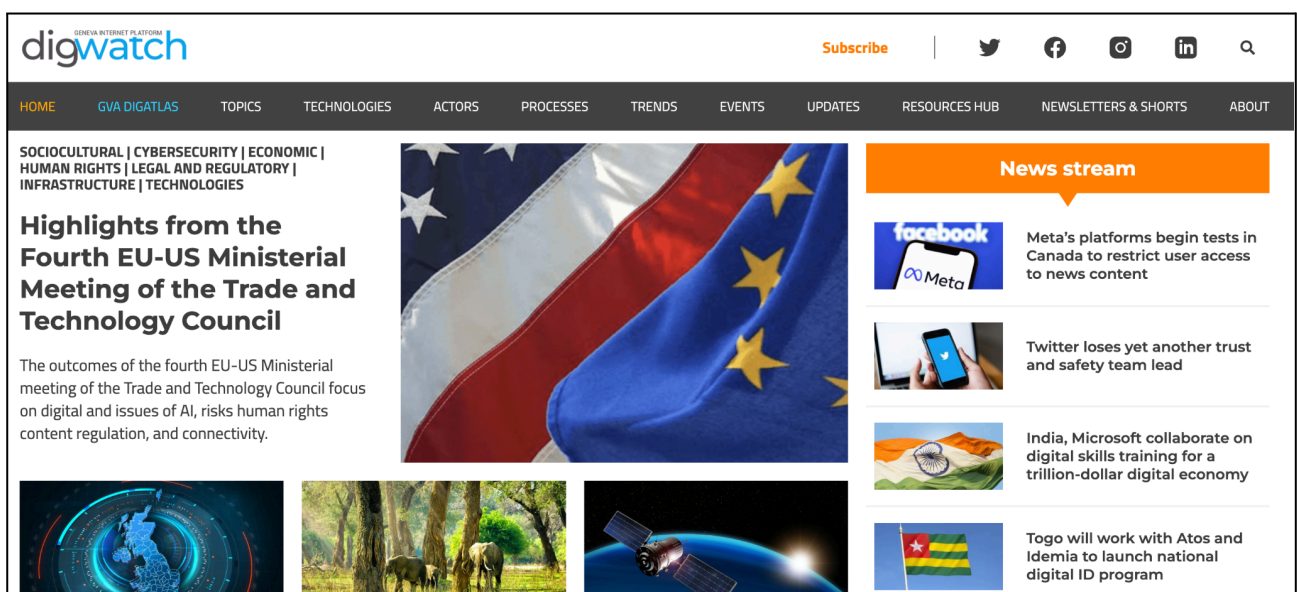 GENEVA INTERNET PLATFORM
digwatch
Subscribe
HOME
GVA DIGATLAS
TOPICS
TECHNOLOGIES
ACTORS
PROCESSES
TRENDS
EVENTS
UPDATES
RESOURCES HUB
NEWSLETTERS & SHORTS
ABOUT
SOCIOCULTURAL | CYBERSECURITY | ECONOMIC |
HUMAN RIGHTS | LEGAL AND REGULATORY |
INFRASTRUCTURE | TECHNOLOGIES
Highlights from the
Fourth EU-US Ministerial
Meeting of the Trade and
Technology Council
The outcomes of the fourth EU-US Ministerial
meeting of the Trade and Technology Council focus
on digital and issues of AI, risks human rights
content regulation, and connectivity.
News stream
facebook
Meta
Meta's platforms begin tests in
Canada to restrict user access
to news content
Twitter loses yet another trust
and safety team lead
India, Microsoft collaborate on
digital skills training for a
trillion-dollar digital economy
Togo will work with Atos and
Idemia to launch national
digital ID program